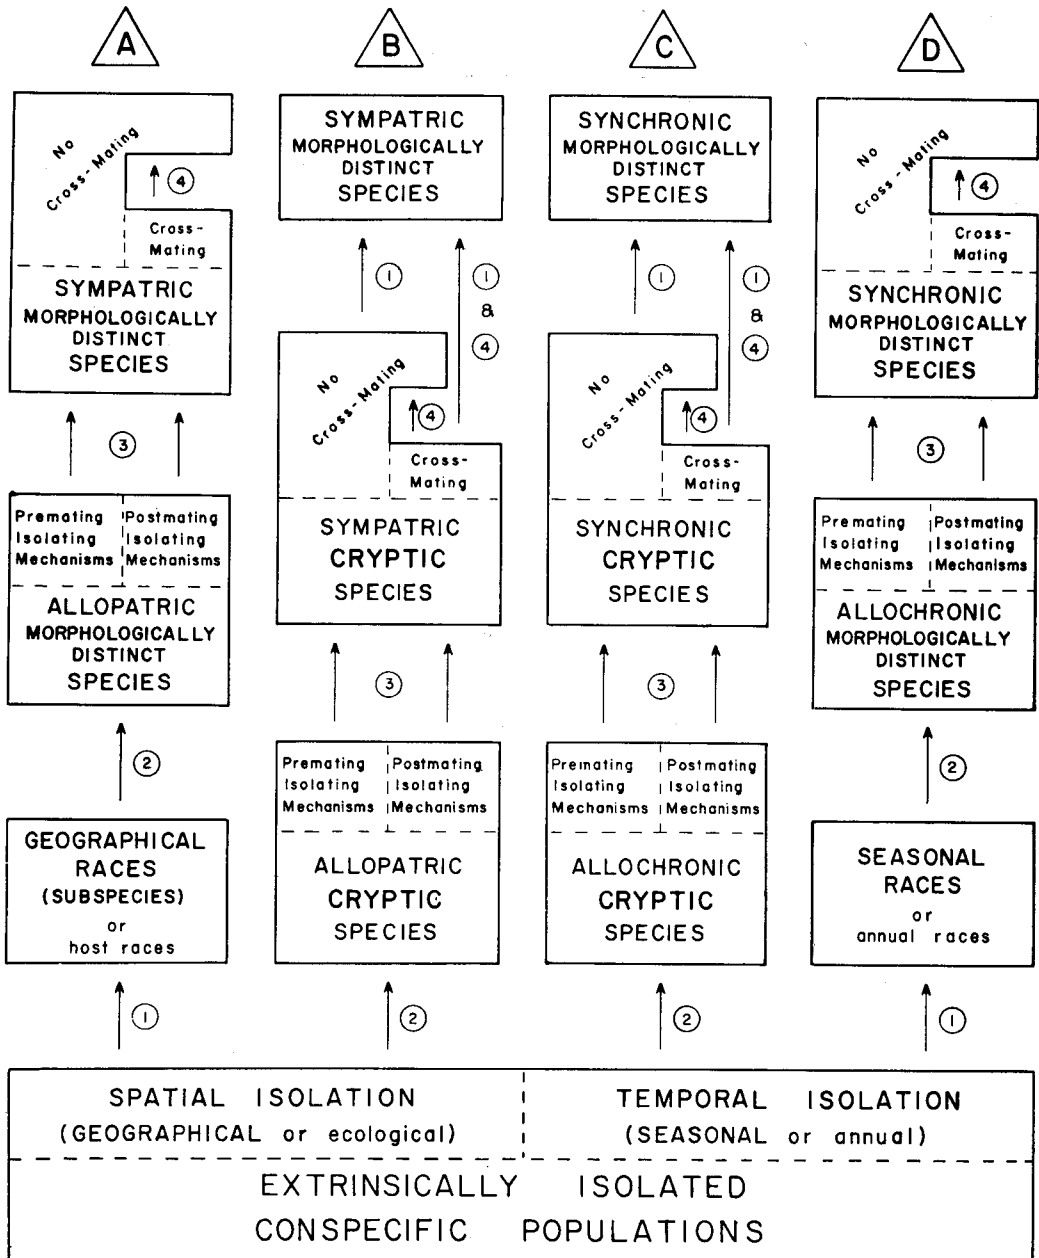 A
B
C
D
No
Cross-Mating
4
Cross-
Mating
SYMPATRIC
MORPHOLOGICALLY
DISTINCT
SPECIES
3
Premating
Isolating
Mechanisms
Postmating
Isolating
Mechanisms
ALLOPATRIC
MORPHOLOGICALLY
DISTINCT
SPECIES
2
GEOGRAPHICAL
RACES
(SUBSPECIES)
or
host races
1
SYMPATRIC
MORPHOLOGICALLY
DISTINCT
SPECIES
1
1
&
4
No
Cross-Mating
4
Cross-
Mating
SYMPATRIC
CRYPTIC
SPECIES
3
Premating
Isolating
Mechanisms
Postmating
Isolating
Mechanisms
ALLOPATRIC
CRYPTIC
SPECIES
2
SYNCHRONIC
MORPHOLOGICALLY
DISTINCT
SPECIES
1
1
&
4
No
Cross-Mating
4
Cross-
Mating
SYNCHRONIC
CRYPTIC
SPECIES
3
Premating
Isolating
Mechanisms
Postmating
Isolating
Mechanisms
ALLOCHRONIC
CRYPTIC
SPECIES
2
No
Cross-Mating
4
Cross-
Mating
SYNCHRONIC
MORPHOLOGICALLY
DISTINCT
SPECIES
3
Premating
Isolating
Mechanisms
Postmating
Isolating
Mechanisms
ALLOCHRONIC
MORPHOLOGICALLY
DISTINCT
SPECIES
2
SEASONAL
RACES
or
annual races
1
SPATIAL ISOLATION
(GEOGRAPHICAL or ecological)
TEMPORAL ISOLATION
(SEASONAL or annual)
EXTRINSICALLY ISOLATED
CONSPECIFIC POPULATIONS